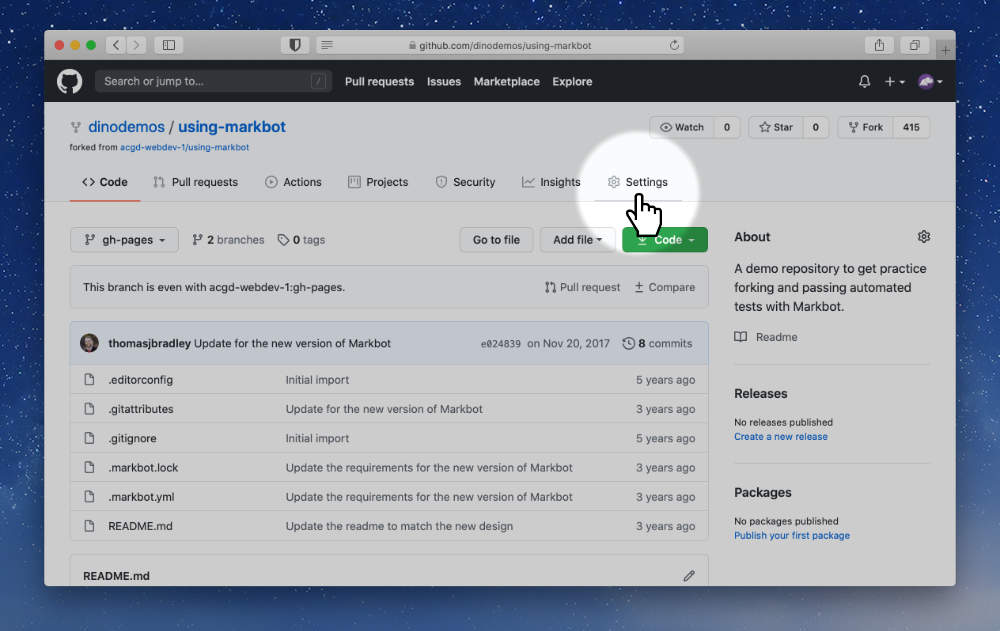 github.com/dinodemos/using-markbot
Search or jump to... /
Pull requests Issues Marketplace Explore
dinodemos / using-markbot
Watch 0 Star 0 Fork 415
forked from acgd-webdev-1/using-markbot
Code Pull requests Actions Projects Security Insights Settings
gh-pages 2 branches 0 tags Go to file Add file Code
About
A demo repository to get practice
forking and passing automated
tests with Markbot.
Readme
This branch is even with acgd-webdev-1:gh-pages. Pull request Compare
thomasjbradley Update for the new version of Markbot e024839 on Nov 20, 2017 8 commits
.editorconfig Initial import 5 years ago
.gitattributes Update for the new version of Markbot 3 years ago
.gitignore Initial import 5 years ago
.markbot.lock Update the requirements for the new version of Markbot 3 years ago
.markbot.yml Update the requirements for the new version of Markbot 3 years ago
README.md Update the readme to match the new design 3 years ago
Releases
No releases published
Create a new release
Packages
No packages published
Publish your first package
README.md